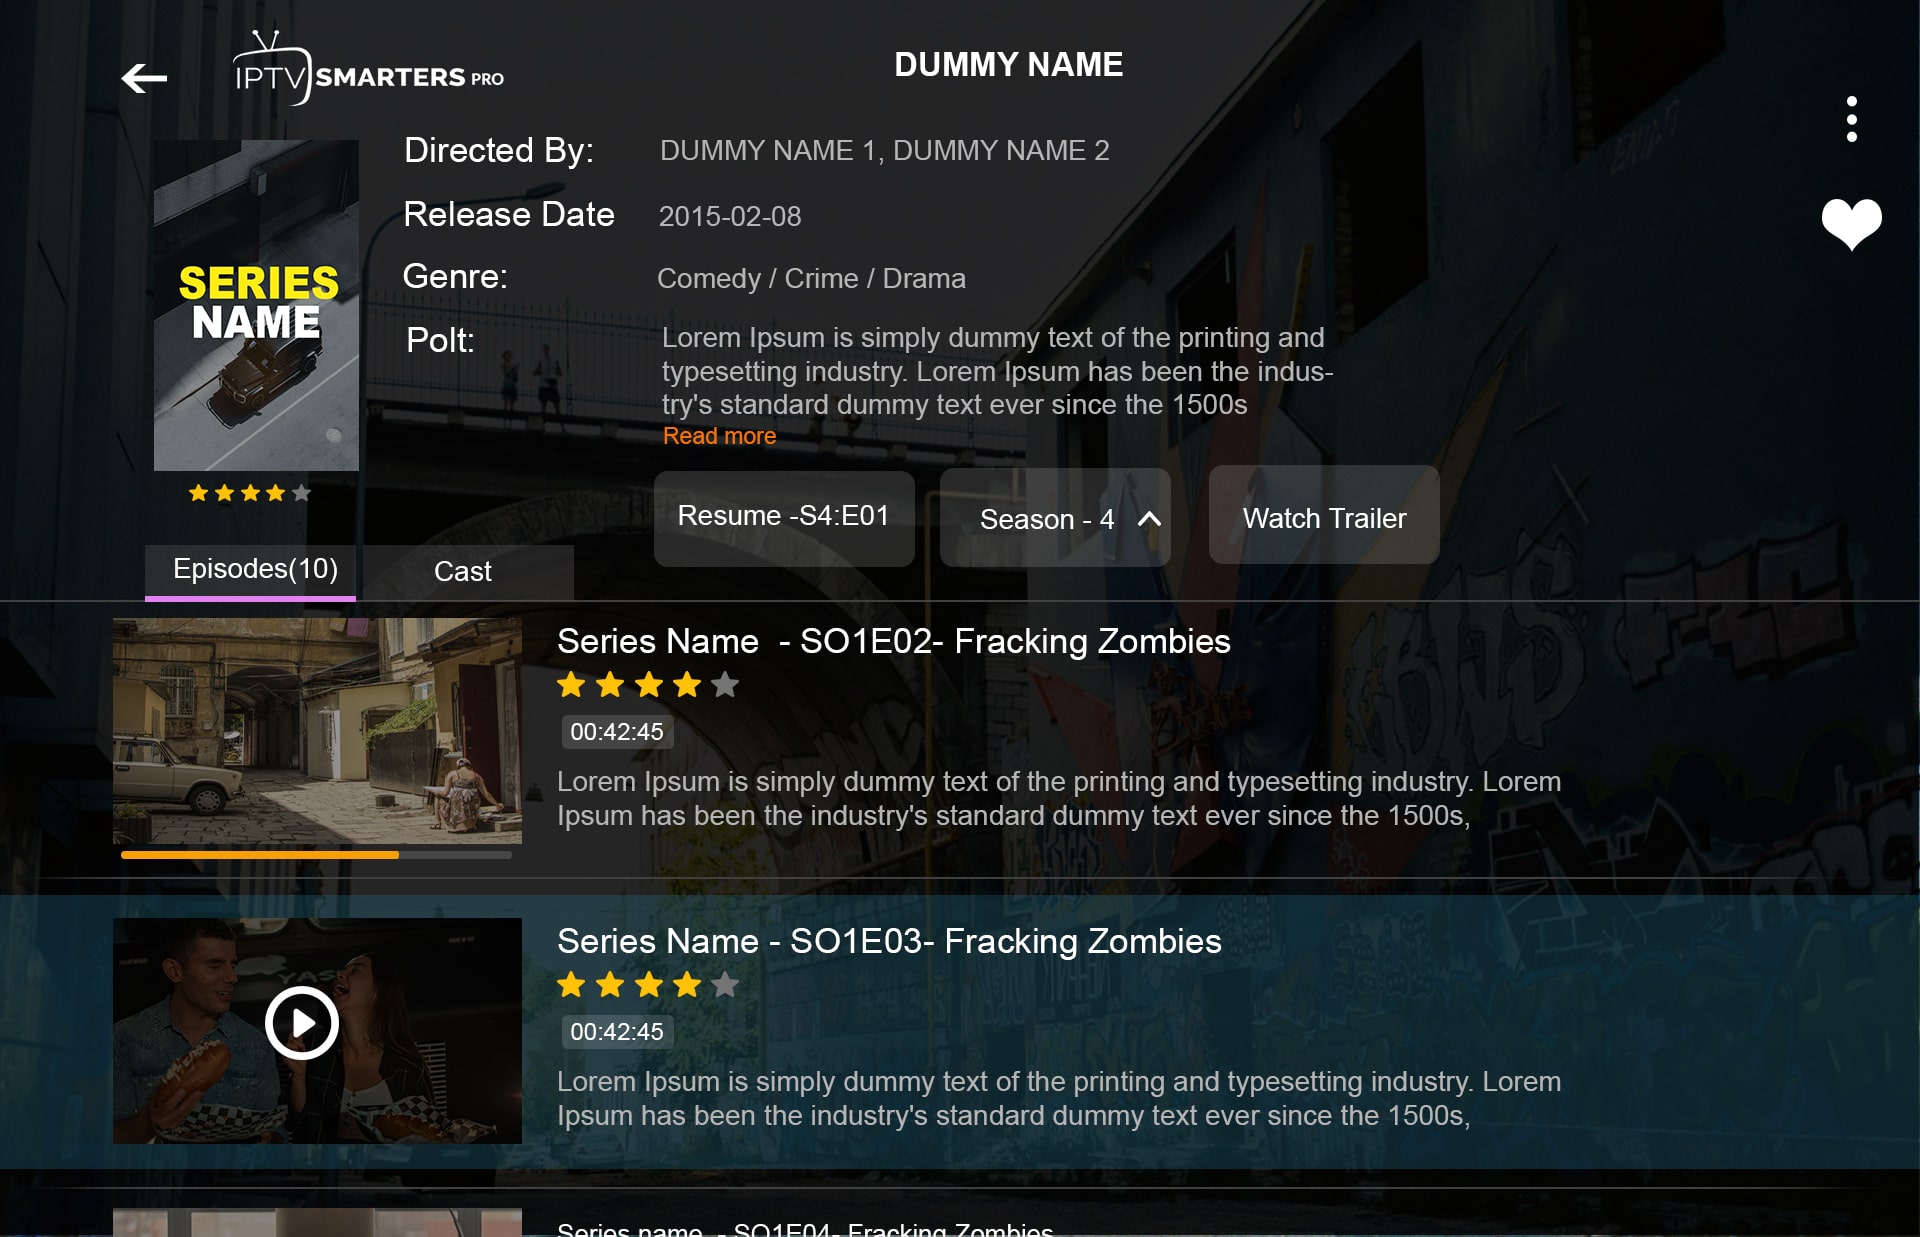 IPTV SMARTERS PRO
DUMMY NAME
Directed By: DUMMY NAME 1, DUMMY NAME 2
Release Date 2015-02-08
Genre: Comedy / Crime / Drama
Polt: Lorem Ipsum is simply dummy text of the printing and
typesetting industry. Lorem Ipsum has been the indus-
try's standard dummy text ever since the 1500s
Read more
SERIES
NAME
Resume -S4:E01
Season - 4
Watch Trailer
Episodes(10)
Cast
Series Name  - SO1E02- Fracking Zombies
00:42:45
Lorem Ipsum is simply dummy text of the printing and typesetting industry. Lorem
Ipsum has been the industry's standard dummy text ever since the 1500s,
Series Name - SO1E03- Fracking Zombies
00:42:45
Lorem Ipsum is simply dummy text of the printing and typesetting industry. Lorem
Ipsum has been the industry's standard dummy text ever since the 1500s,
Series name  - SO1E04- Fracking Zombies